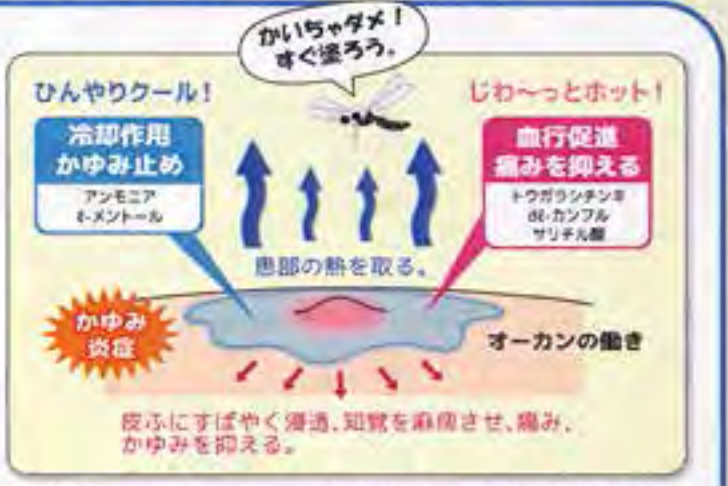 かいちゃダメ！
すぐ塗ろう。
ひんやりクール！
じわ〜っとホット！
冷却作用
かゆみ止め
アンモニア
ℓ-メントール
血行促進
痛みを抑える
トウガラシチンキ
dℓ-カンフル
サリチル酸
患部の熱を取る。
かゆみ
炎症
オーカンの働き
皮ふにすばやく浸透、知覚を麻痺させ、痛み、
かゆみを抑える。